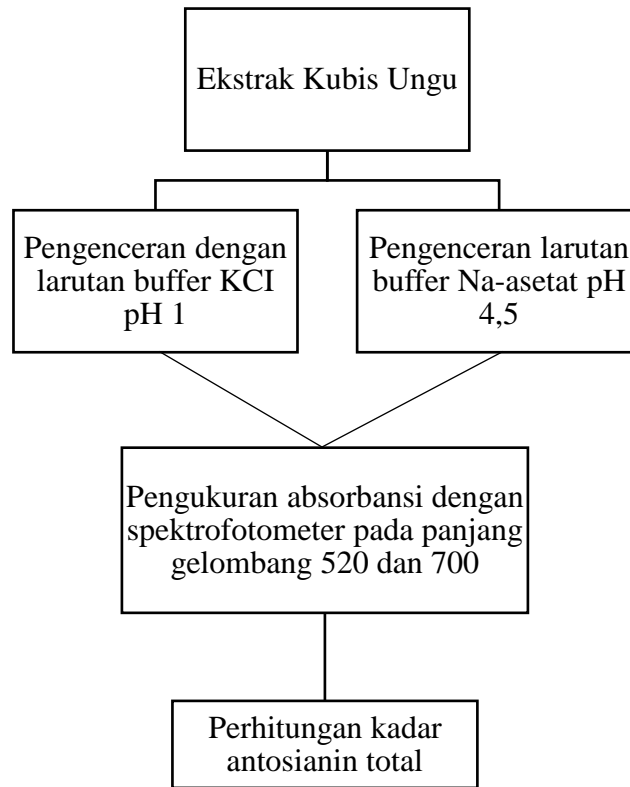 Ekstrak Kubis Ungu
Pengenceran dengan
larutan buffer KCI
pH 1
Pengenceran larutan
buffer Na-asetat pH
4,5
Pengukuran absorbansi dengan
spektrofotometer pada panjang
gelombang 520 dan 700
Perhitungan kadar
antosianin total